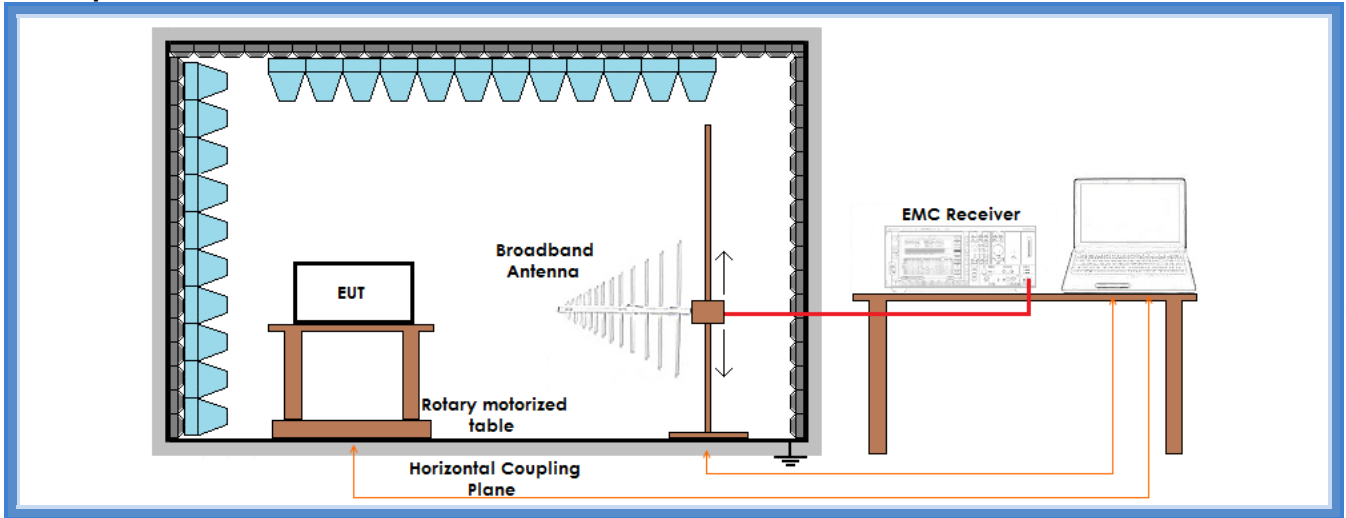 EMC Receiver
Broadband
Antenna
EUT
Rotary motorized
table
Horizontal Coupling
Plane